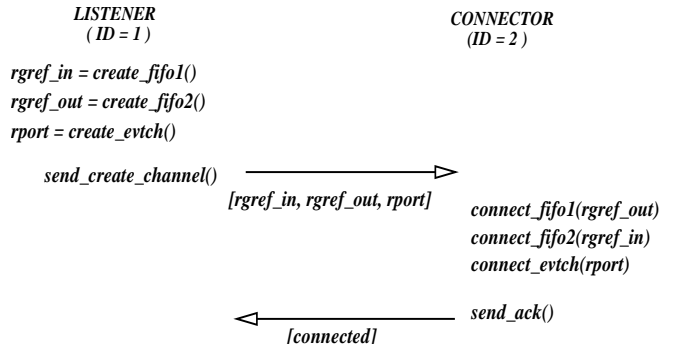 LISTENER
( ID = 1 )
CONNECTOR
(ID = 2 )
rgref_in = create_fifo1()
rgref_out = create_fifo2()
rport = create_evtch()
send_create_channel()
[rgref_in, rgref_out, rport]
connect_fifo1(rgref_out)
connect_fifo2(rgref_in)
connect_evtch(rport)
send_ack()
[connected]